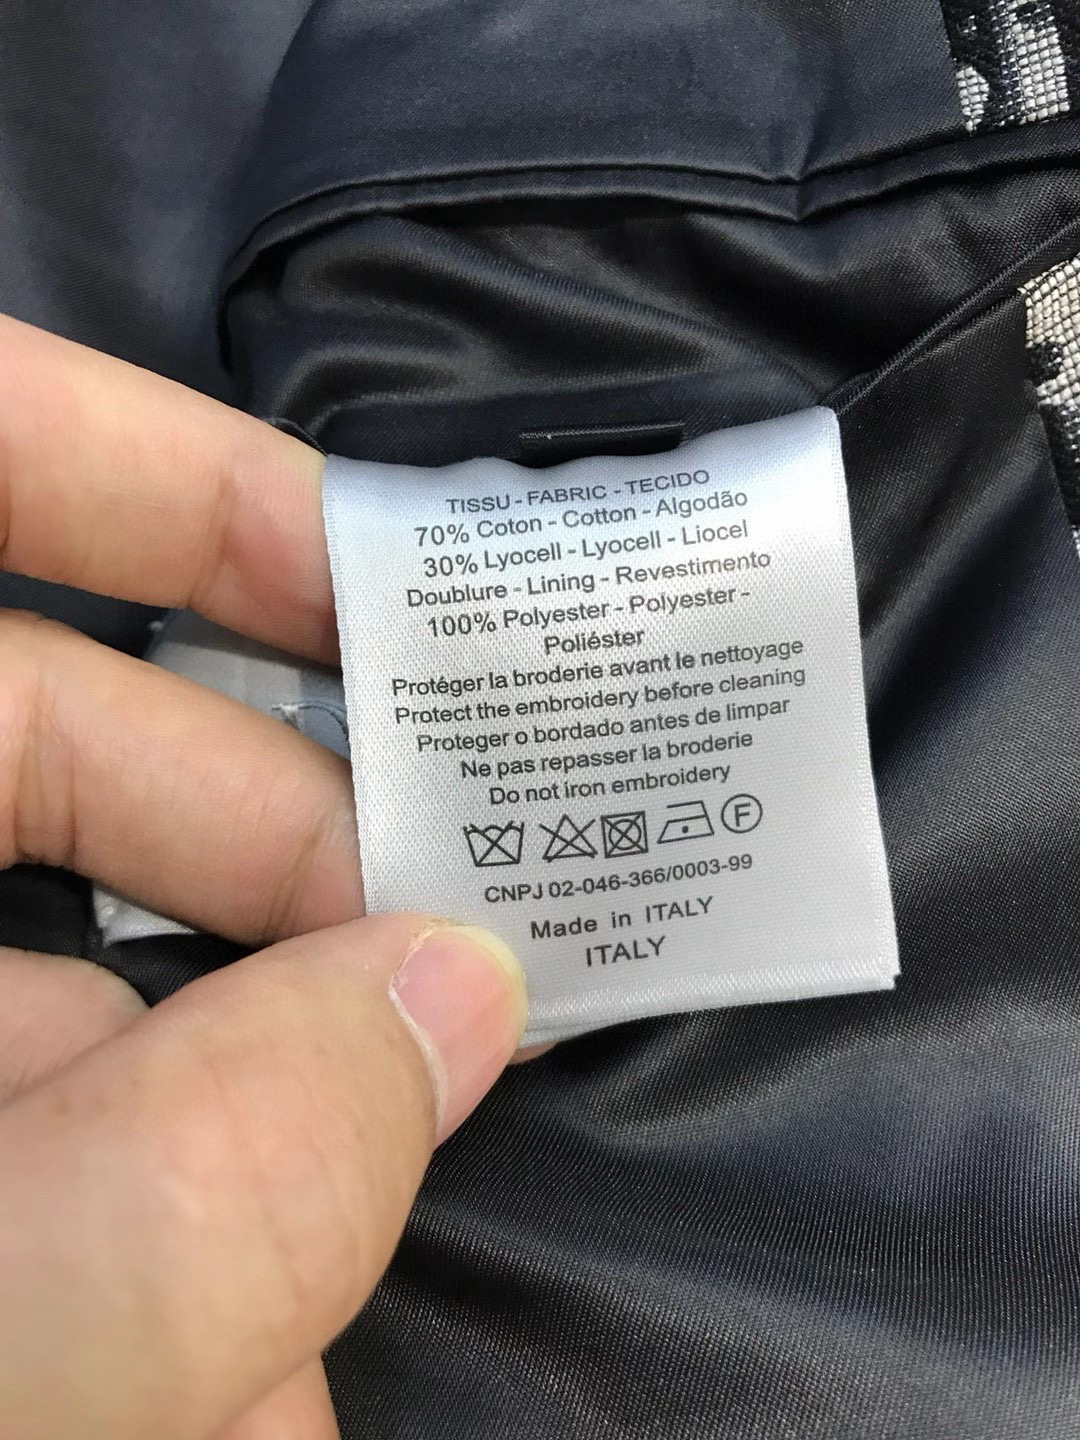 TISSU - FABRIC - TECIDO
70% Coton - Cotton - Algodão
30% Lyocell - Lyocell - Liocel
Doublure - Lining - Revestimento
100% Polyester - Polyester -
Poliéster
Protéger la broderie avant le nettoyage
Protect the embroidery before cleaning
Proteger o bordado antes de limpar
Ne pas repasser la broderie
Do not iron embroidery
F
CNPJ 02-046-366/0003-99
Made in ITALY
ITALY